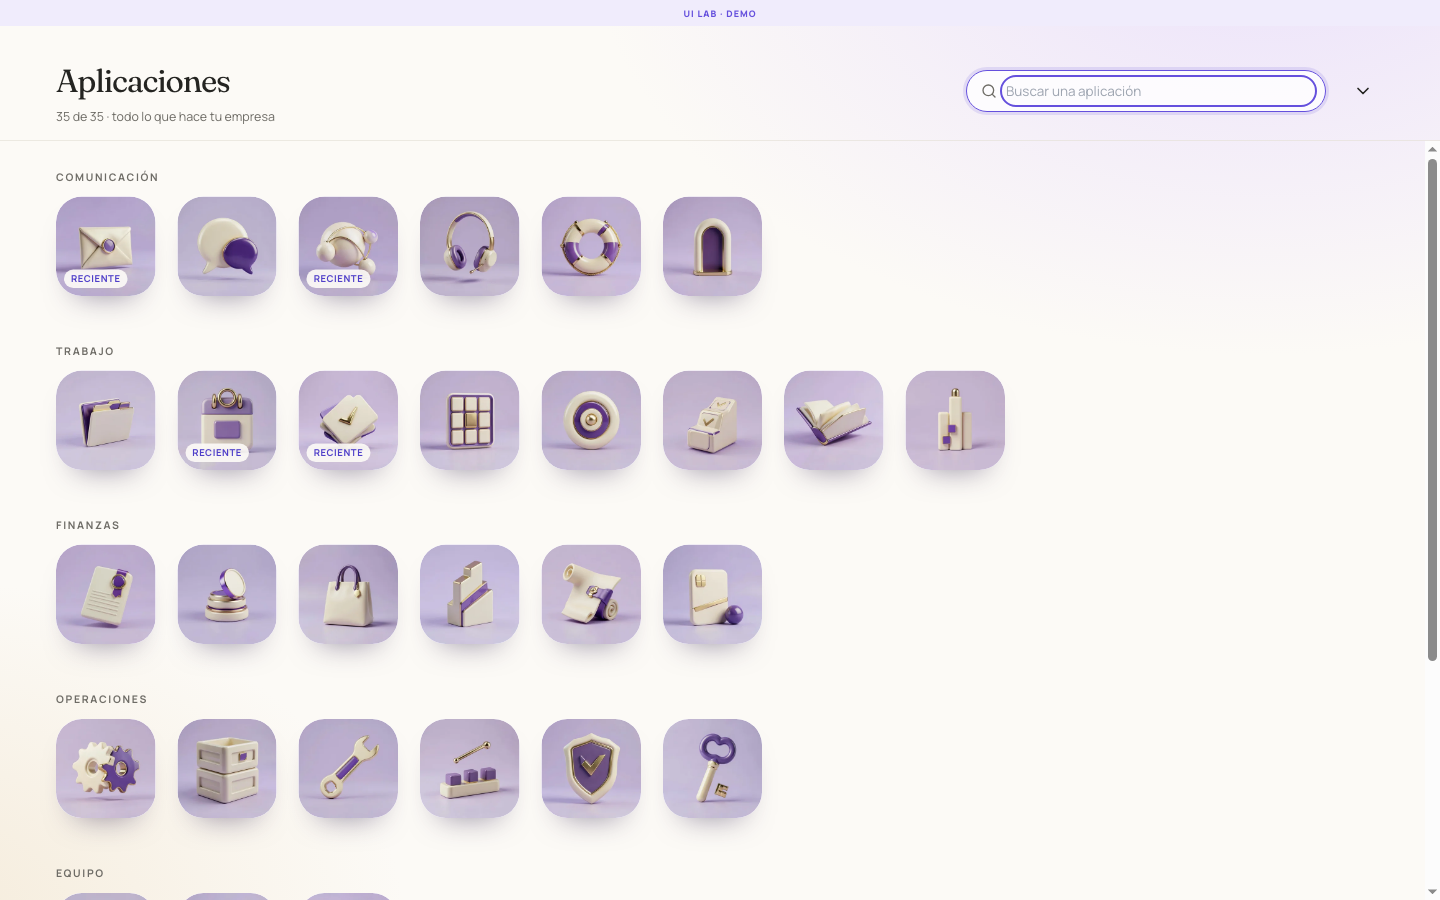 UI LAB · DEMO
Aplicaciones
35 de 35 · todo lo que hace tu empresa
Buscar una aplicación
COMUNICACIÓN
RECIENTE
RECIENTE
TRABAJO
RECIENTE
RECIENTE
FINANZAS
OPERACIONES
EQUIPO